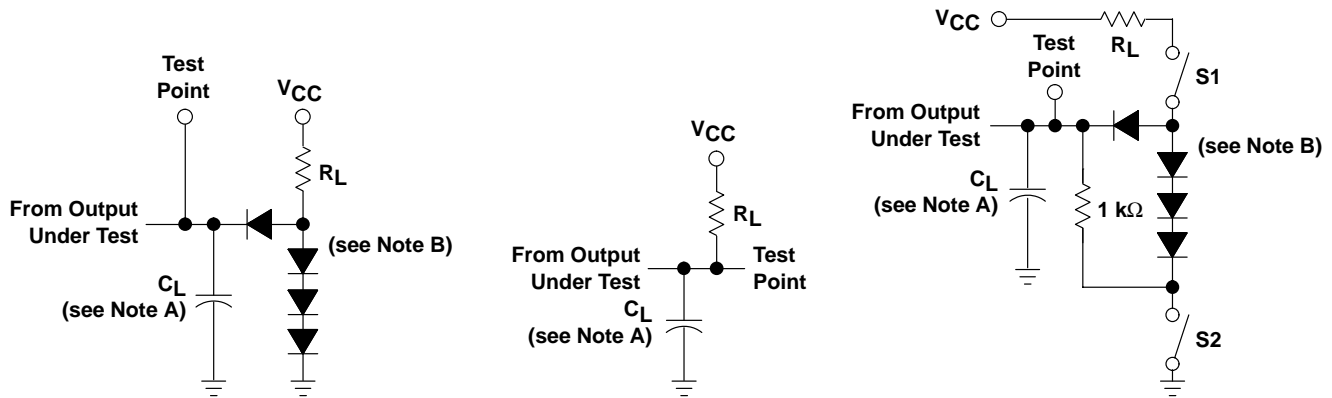 Test
Point
VCC
RL
From Output
Under Test
(see Note B)
CL
(see Note A)
VCC
RL
From Output
Under Test
Test
Point
CL
(see Note A)
VCC
RL
Test
Point
S1
From Output
Under Test
(see Note B)
CL
(see Note A)
1 kΩ
S2